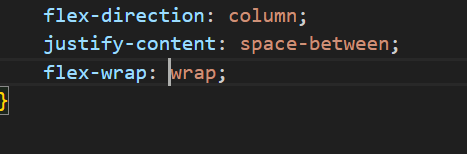 flex-direction: column;
justify-content: space-between;
flex-wrap: wrap;
}